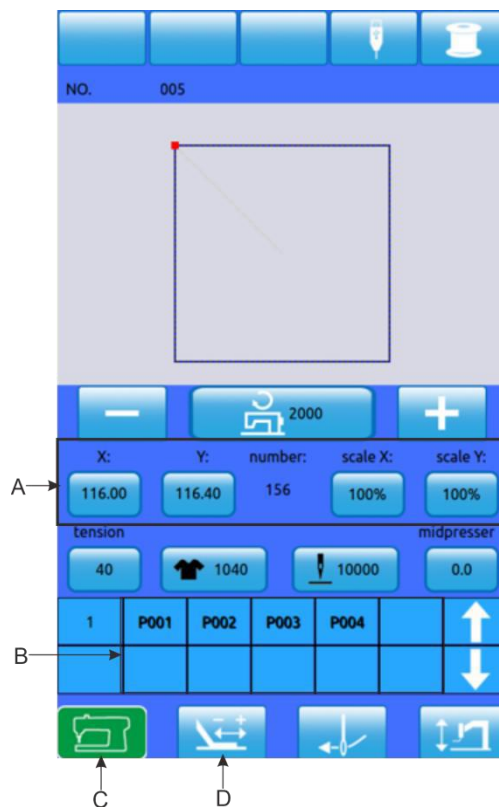 NO. 005
2000
A
X: Y: number: scale X: scale Y:
116.00 116.40 156 100% 100%
tension midpresser
40 1040 10000 0.0
1 P001 P002 P003 P004
B
C D